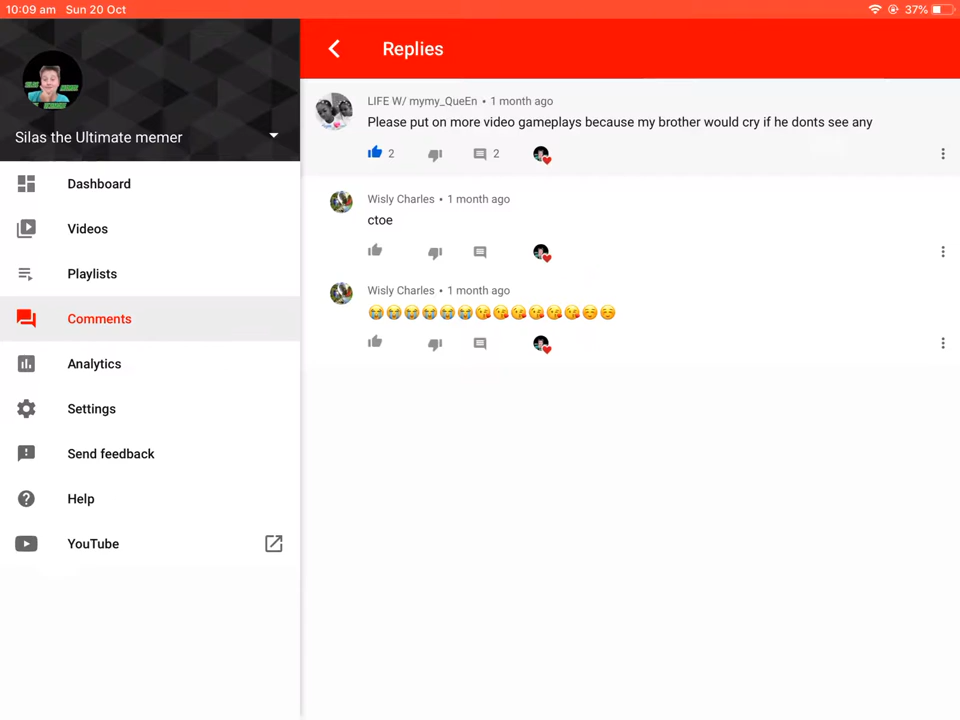 10:09 am Sun 20 Oct 37%
Replies
Silas the Ultimate memer
Dashboard
Videos
Playlists
Comments
Analytics
Settings
Send feedback
Help
YouTube
LIFE W/ mymy_QueEn • 1 month ago
Please put on more video gameplays because my brother would cry if he donts see any
2 2
Wisly Charles • 1 month ago
ctoe
Wisly Charles • 1 month ago
😭😭😭😭😭😭😘😘😘😘😘😘☺️☺️